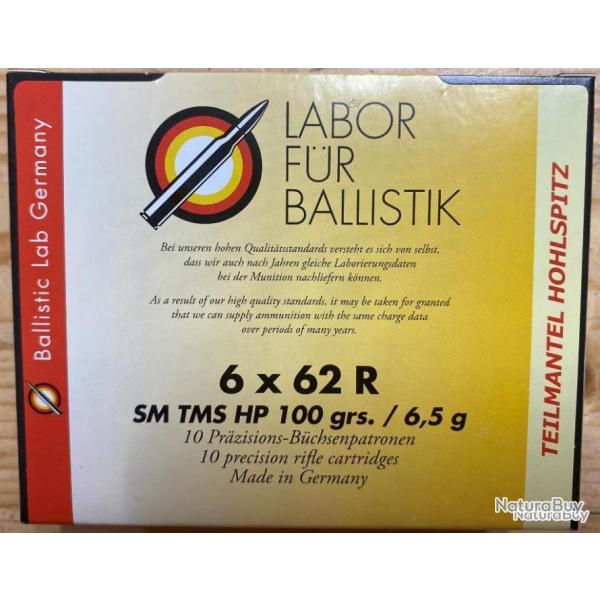 Ballistic Lab Germany
LABOR
FÜR
BALLISTIK
Bei unseren hohen Qualitätsstandards versteht es sich von selbst,
dass wir auch nach Jahren gleiche Laborierungsdaten
bei der Munition nachliefern können.
As a result of our high quality standards, it may be taken for granted
that we can supply ammunition with the same charge data
over periods of many years.
6 x 62 R
SM TMS HP 100 grs. / 6,5 g
10 Präzisions-Büchsenpatronen
10 precision rifle cartridges
Made in Germany
TEILMANTEL HOHLSPITZ
NaturaBuy
NaturaBuy